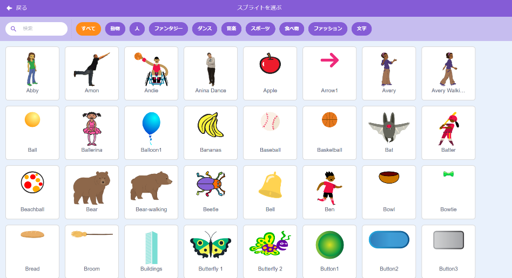 戻る
スプライトを選ぶ
検索
すべて
動物
人
ファンタジー
ダンス
音楽
スポーツ
食べ物
ファッション
文字
Abby
Amon
Andie
Anina Dance
Apple
Arrow1
Avery
Avery Walki...
Ball
Ballerina
Balloon1
Bananas
Baseball
Basketball
Bat
Batter
Beachball
Bear
Bear-walking
Beetle
Bell
Ben
Bowl
Bowtie
Bread
Broom
Buildings
Butterfly 1
Butterfly 2
Button1
Button2
Button3